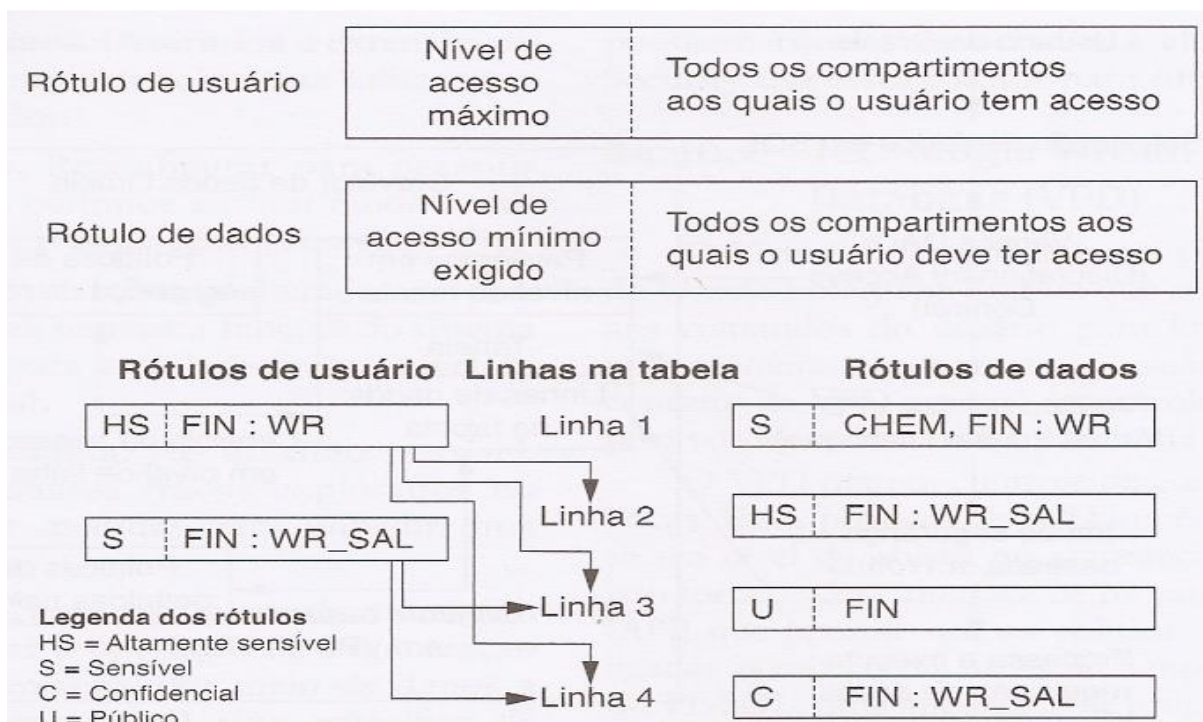 Rótulo de usuário
Nível de
acesso
máximo
Todos os compartimentos
aos quais o usuário tem acesso
Rótulo de dados
Nível de
acesso mínimo
exigido
Todos os compartimentos aos
quais o usuário deve ter acesso
Rótulos de usuário Linhas na tabela Rótulos de dados
HS FIN : WR
Linha 1
S CHEM, FIN : WR
Linha 2
HS FIN : WR_SAL
S FIN : WR_SAL
Linha 3
U FIN
Legenda dos rótulos
HS = Altamente sensível
S = Sensível
C = Confidencial
U = Público
Linha 4
C FIN : WR_SAL